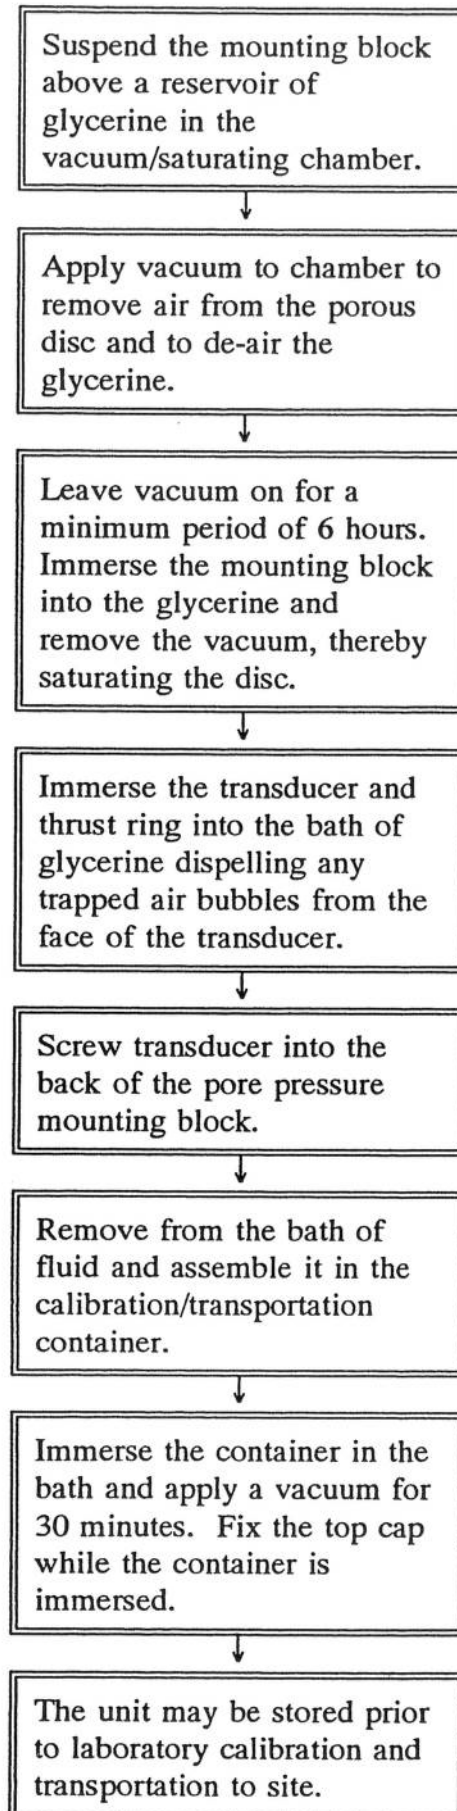 Suspend the mounting block
above a reservoir of
glycerine in the
vacuum/saturating chamber.
Apply vacuum to chamber to
remove air from the porous
disc and to de-air the
glycerine.
Leave vacuum on for a
minimum period of 6 hours.
Immerse the mounting block
into the glycerine and
remove the vacuum, thereby
saturating the disc.
Immerse the transducer and
thrust ring into the bath of
glycerine dispelling any
trapped air bubbles from the
face of the transducer.
Screw transducer into the
back of the pore pressure
mounting block.
Remove from the bath of
fluid and assemble it in the
calibration/transportation
container.
Immerse the container in the
bath and apply a vacuum for
30 minutes. Fix the top cap
while the container is
immersed.
The unit may be stored prior
to laboratory calibration and
transportation to site.